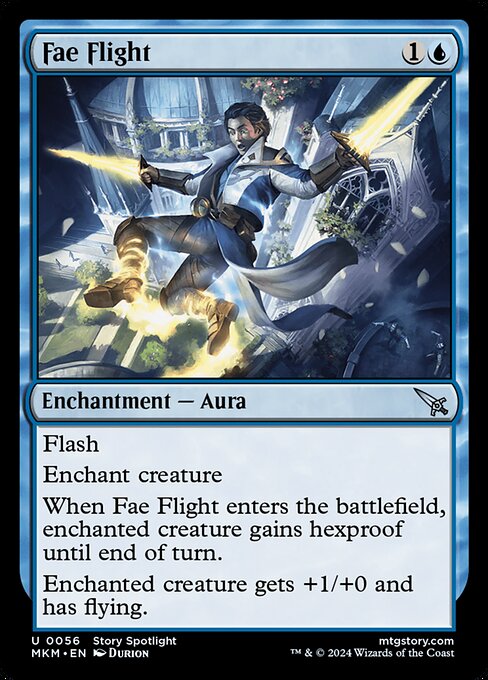 Fae Flight 1
Enchantment — Aura
Flash
Enchant creature
When Fae Flight enters the battlefield,
enchanted creature gains hexproof
until end of turn.
Enchanted creature gets +1/+0 and
has flying.
U 0056 Story Spotlight mtgstory.com
MKM • EN DURION ™ & © 2024 Wizards of the Coast